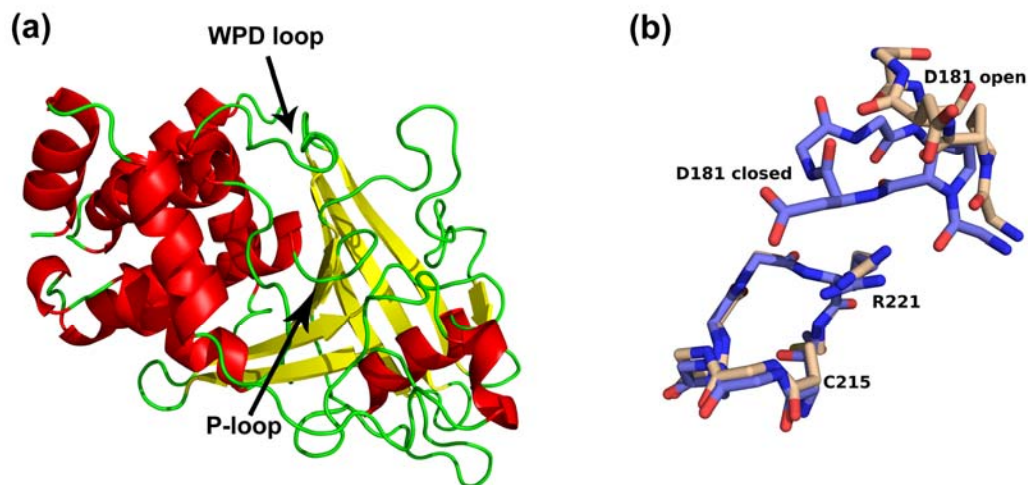 (a)
WPD loop
P-loop
(b)
D181 open
D181 closed
R221
C215